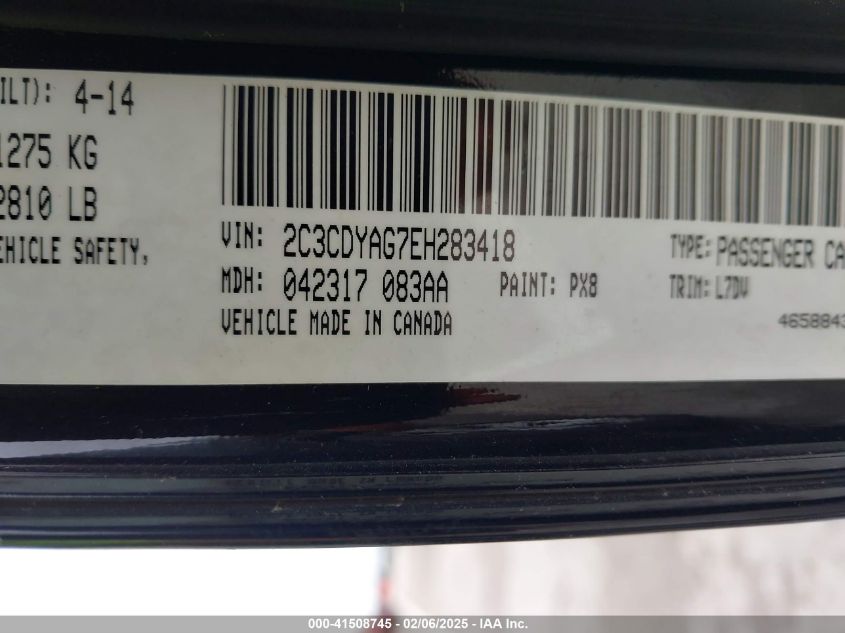 ILT): 4-14
1275 KG
2810 LB
EHICLE SAFETY,
VIN: 2C3CDYAG7EH283418
TYPE: PASSENGER CA
MDH: 042317 083AA
PAINT: PX8
TRIM: L7DV
VEHICLE MADE IN CANADA
465884
000-41508745 - 02/06/2025 - IAA Inc.